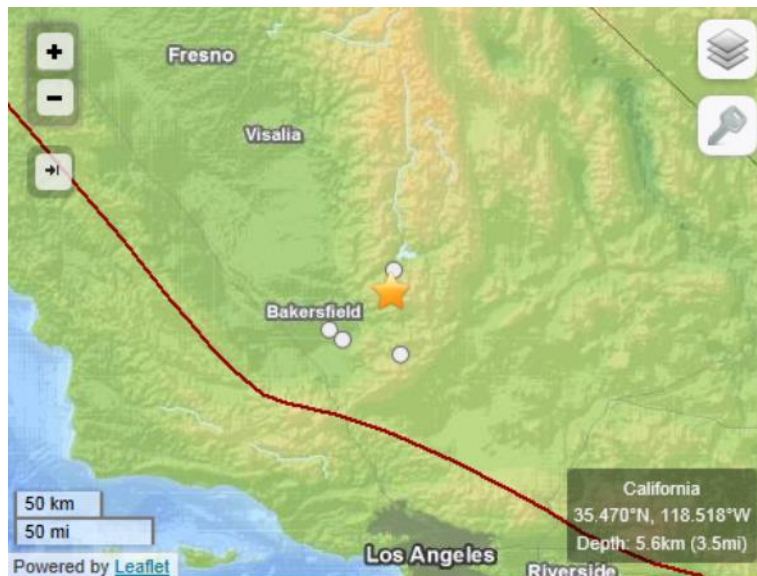 +
Fresno
−
Visalia
Bakersfield
50 km
50 mi
California
35.470°N, 118.518°W
Depth: 5.6km (3.5mi)
Los Angeles
Riverside
Powered by Leaflet